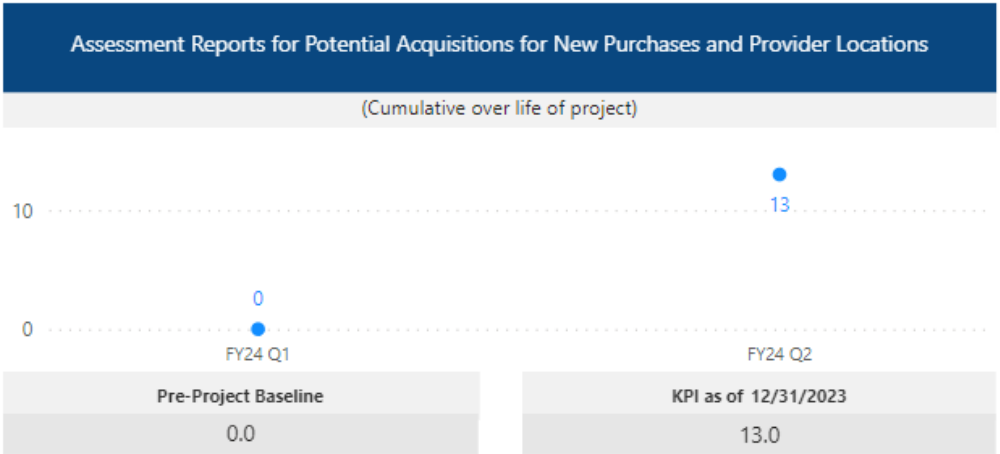 Assessment Reports for Potential Acquisitions for New Purchases and Provider Locations
(Cumulative over life of project)
10
13
0
0
FY24 Q1
FY24 Q2
Pre-Project Baseline
KPI as of 12/31/2023
0.0
13.0